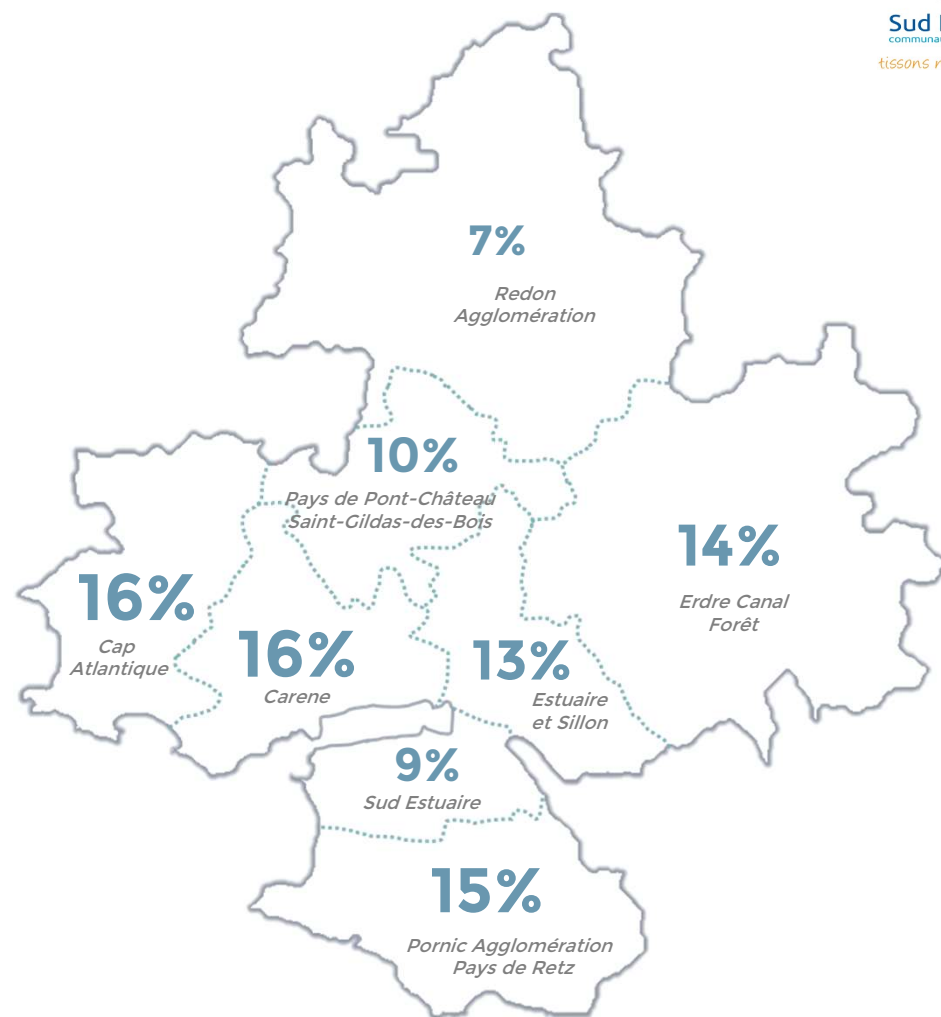 Sud
tissons
7%
Redon
Agglomération
10%
Pays de Pont-Château
Saint-Gildas-des-Bois
14%
Erdre Canal
Forêt
16%
Cap
Atlantique
16%
Carene
13%
Estuaire
et Sillon
9%
Sud Estuaire
15%
Pornic Agglomération
Pays de Retz